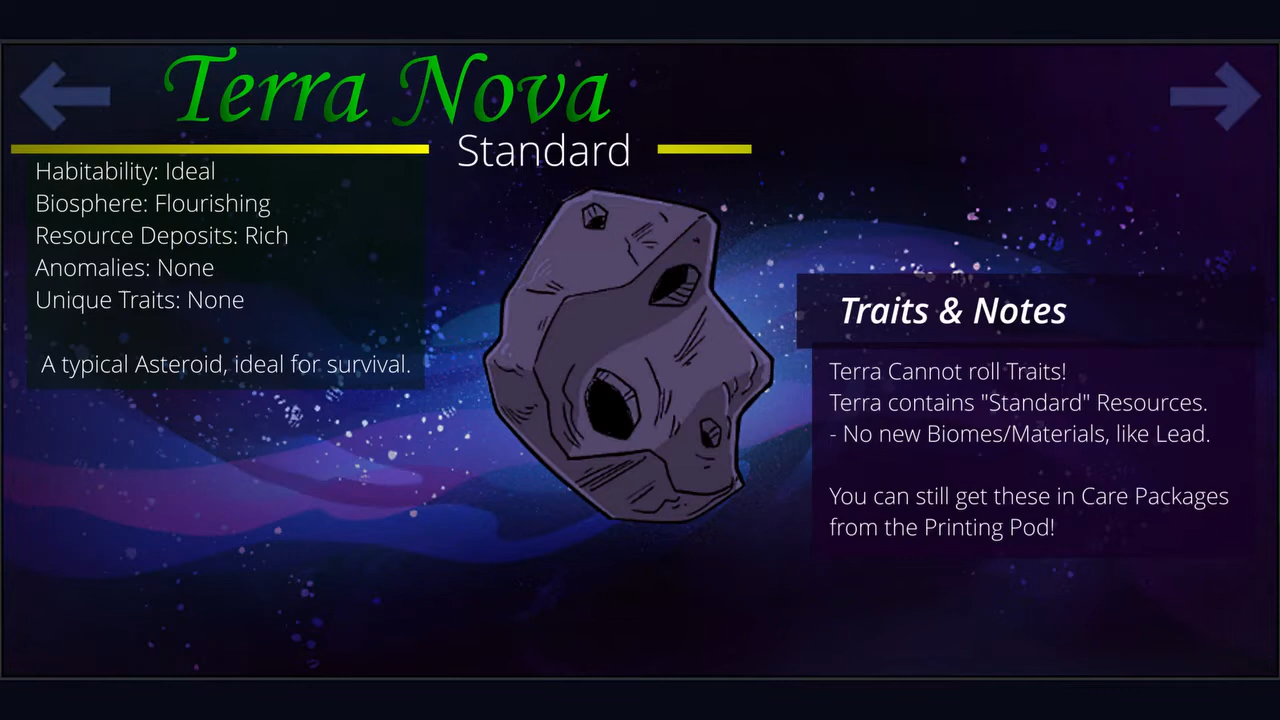 Terra Nova
Standard
Habitability: Ideal
Biosphere: Flourishing
Resource Deposits: Rich
Anomalies: None
Unique Traits: None
A typical Asteroid, ideal for survival.
Traits & Notes
Terra Cannot roll Traits!
Terra contains "Standard" Resources.
- No new Biomes/Materials, like Lead.
You can still get these in Care Packages
from the Printing Pod!